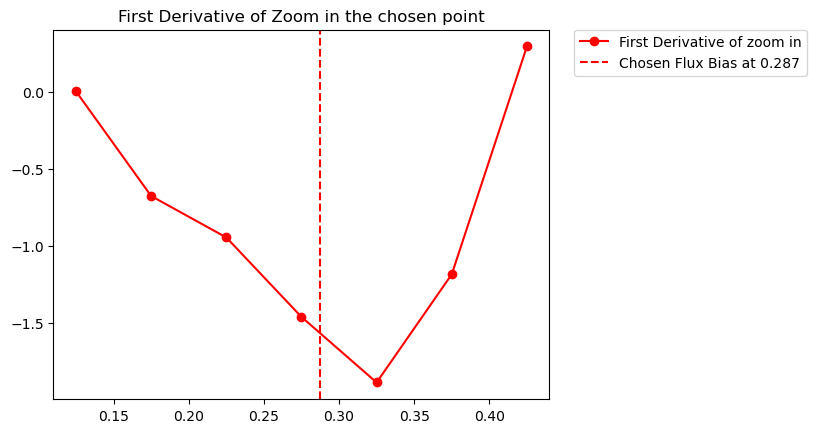 First Derivative of Zoom in the chosen point
First Derivative of zoom in
Chosen Flux Bias at 0.287
0.0
−0.5
−1.0
−1.5
0.15 0.20 0.25 0.30 0.35 0.40